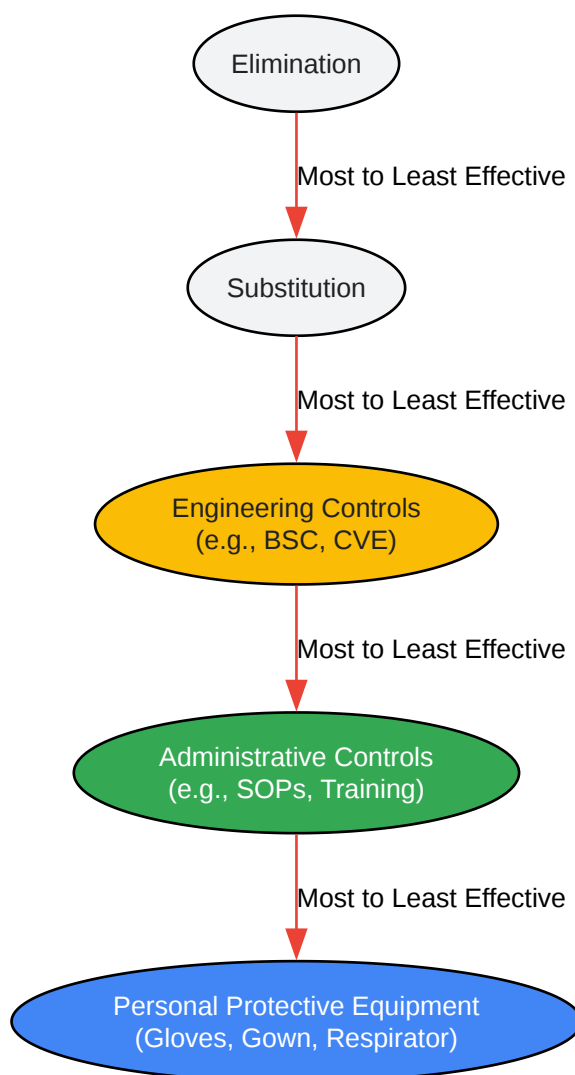 Elimination
Most to Least Effective
Substitution
Most to Least Effective
Engineering Controls
(e.g., BSC, CVE)
Most to Least Effective
Administrative Controls
(e.g., SOPs, Training)
Most to Least Effective
Personal Protective Equipment
(Gloves, Gown, Respirator)